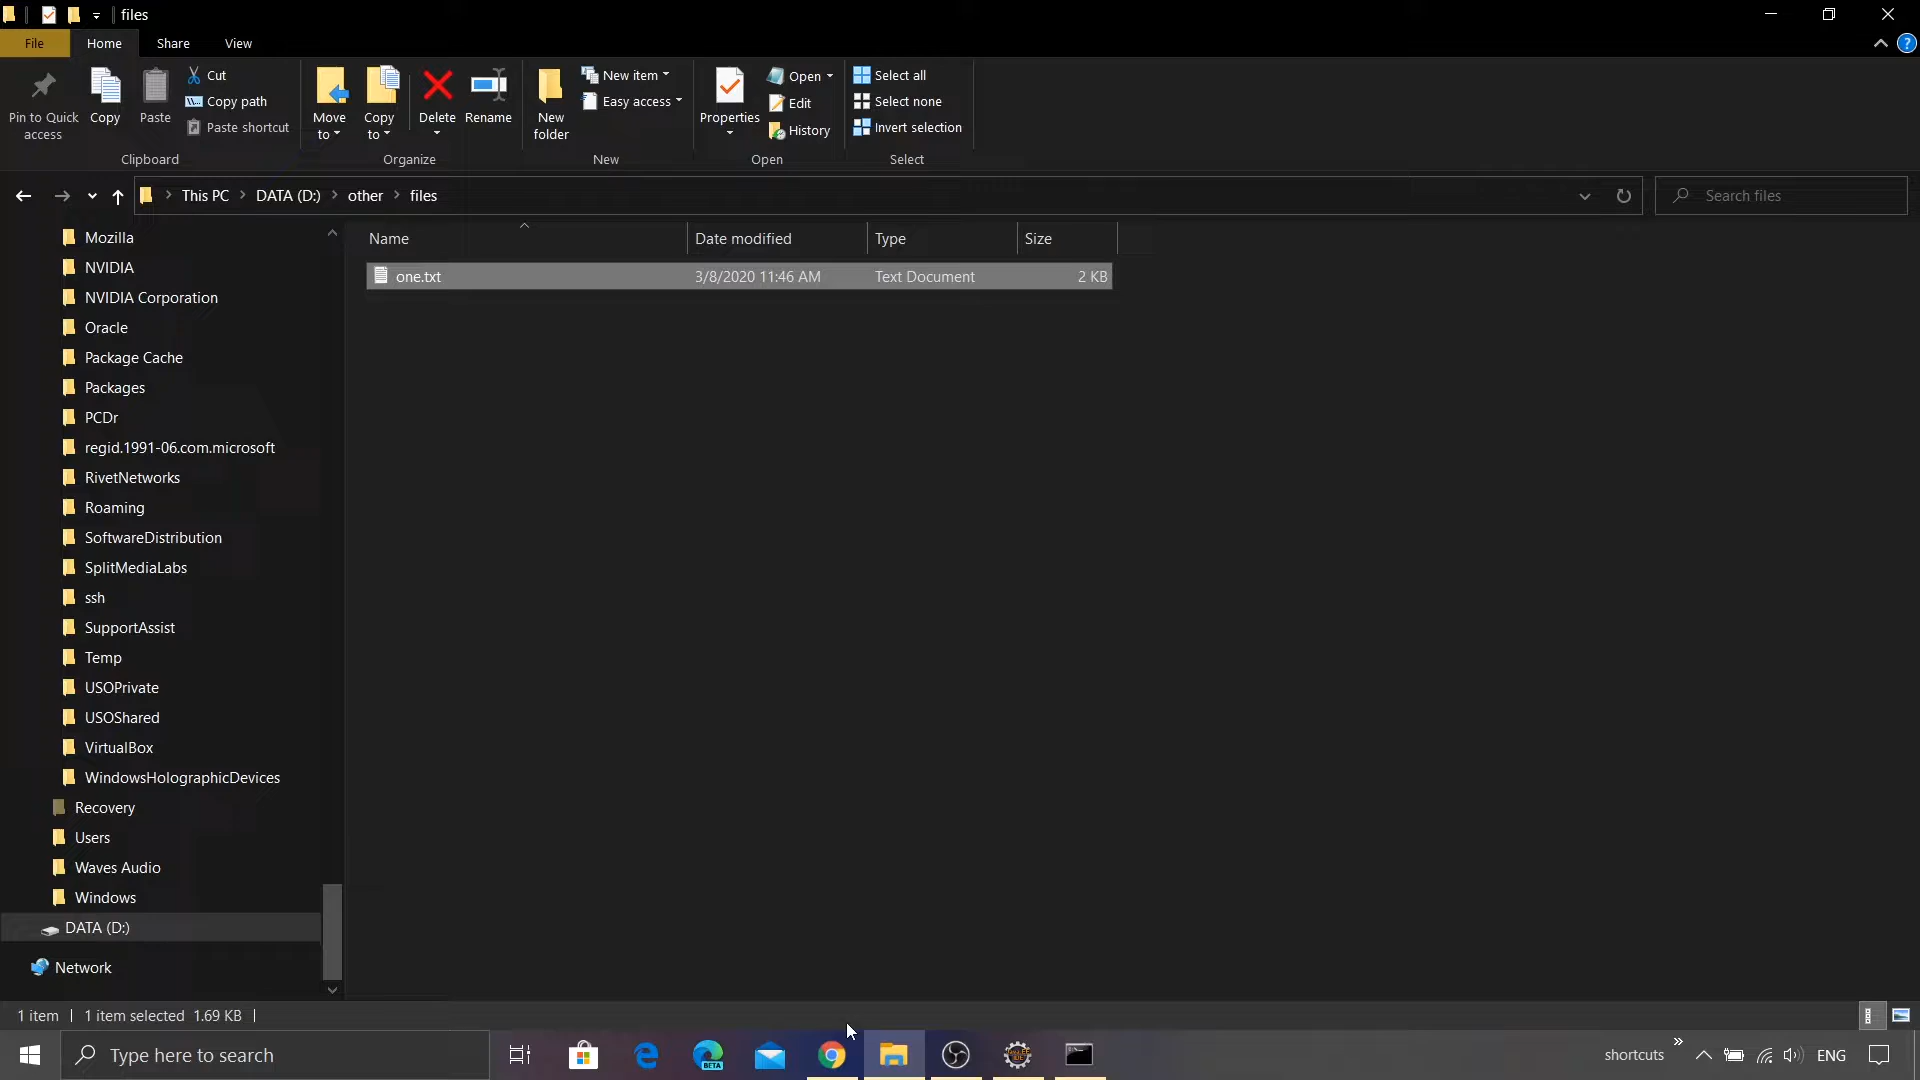 files
File Home Share View
Pin to Quick access
Copy
Paste
Cut
Copy path
Paste shortcut
Clipboard
Move to
Copy to
Delete
Rename
Organize
New folder
New item
Easy access
New
Properties
Open
Edit
History
Open
Select all
Select none
Invert selection
Select
This PC DATA (D:) other files
Search files
Name Date modified Type Size
one.txt 3/8/2020 11:46 AM Text Document 2 KB
Mozilla
NVIDIA
NVIDIA Corporation
Oracle
Package Cache
Packages
PCDr
regid.1991-06.com.microsoft
RivetNetworks
Roaming
SoftwareDistribution
SplitMediaLabs
ssh
SupportAssist
Temp
USOPrivate
USOShared
VirtualBox
WindowsHolographicDevices
Recovery
Users
Waves Audio
Windows
DATA (D:)
Network
1 item 1 item selected 1.69 KB
Type here to search
BETA
shortcuts
ENG